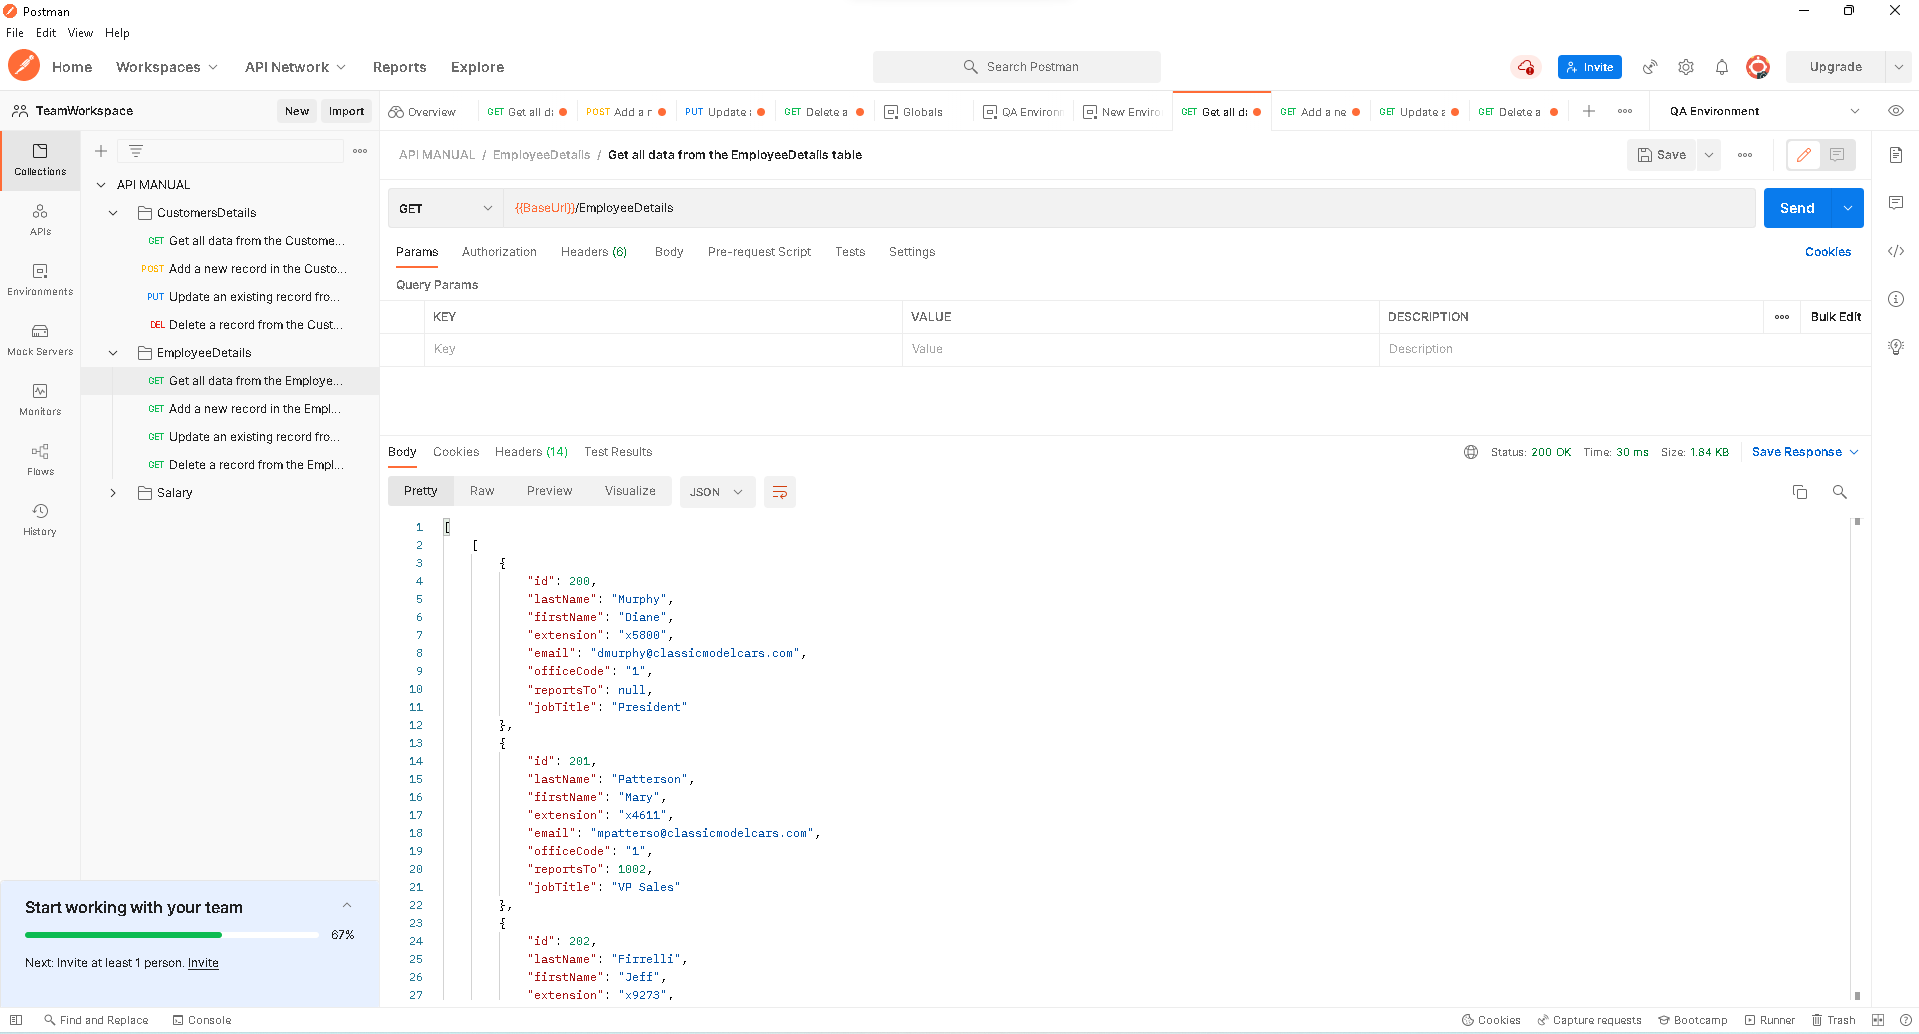 Postman
File Edit View Help
Home Workspaces API Network Reports Explore Search Postman Invite Upgrade
TeamWorkspace New Import Overview GET Get all da POST Add a r PUT Update a GET Delete a Globals QA Environm New Enviro GET Get all da GET Add a ne GET Update a GET Delete a QA Environment
Collections
APIs
Environments
Mock Servers
Monitors
Flows
History
API MANUAL
CustomersDetails
GET Get all data from the Custome...
POST Add a new record in the Custo...
PUT Update an existing record fro...
DEL Delete a record from the Cust...
EmployeeDetails
GET Get all data from the Employe...
GET Add a new record in the Empl...
GET Update an existing record fro...
GET Delete a record from the Empl...
Salary
API MANUAL / EmployeeDetails / Get all data from the EmployeeDetails table Save
GET {{BaseUrl}}/EmployeeDetails Send
Params Authorization Headers (6) Body Pre-request Script Tests Settings Cookies
Query Params
KEY VALUE DESCRIPTION Bulk Edit
Key Value Description
Body Cookies Headers (14) Test Results Status: 200 OK Time: 30 ms Size: 1.84 KB Save Response
Pretty Raw Preview Visualize JSON
1 [
2 [
3 {
4 "id": 200,
5 "lastName": "Murphy",
6 "firstName": "Diane",
7 "extension": "x5800",
8 "email": "dmurphy@classicmodelcars.com",
9 "officeCode": "1",
10 "reportsTo": null,
11 "jobTitle": "President"
12 },
13 {
14 "id": 201,
15 "lastName": "Patterson",
16 "firstName": "Mary",
17 "extension": "x4611",
18 "email": "mpatterso@classicmodelcars.com",
19 "officeCode": "1",
20 "reportsTo": 1002,
21 "jobTitle": "VP Sales"
22 },
23 {
24 "id": 202,
25 "lastName": "Firrelli",
26 "firstName": "Jeff",
27 "extension": "x9273",
Start working with your team
67%
Next: Invite at least 1 person. Invite
Find and Replace Console Cookies Capture requests Bootcamp Runner Trash